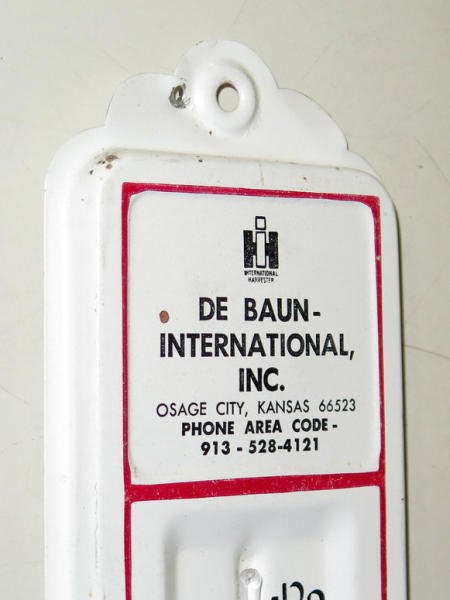 INTERNATIONAL
HARVESTER
DE BAUN-
INTERNATIONAL,
INC.
OSAGE CITY, KANSAS 66523
PHONE AREA CODE -
913 - 528-4121